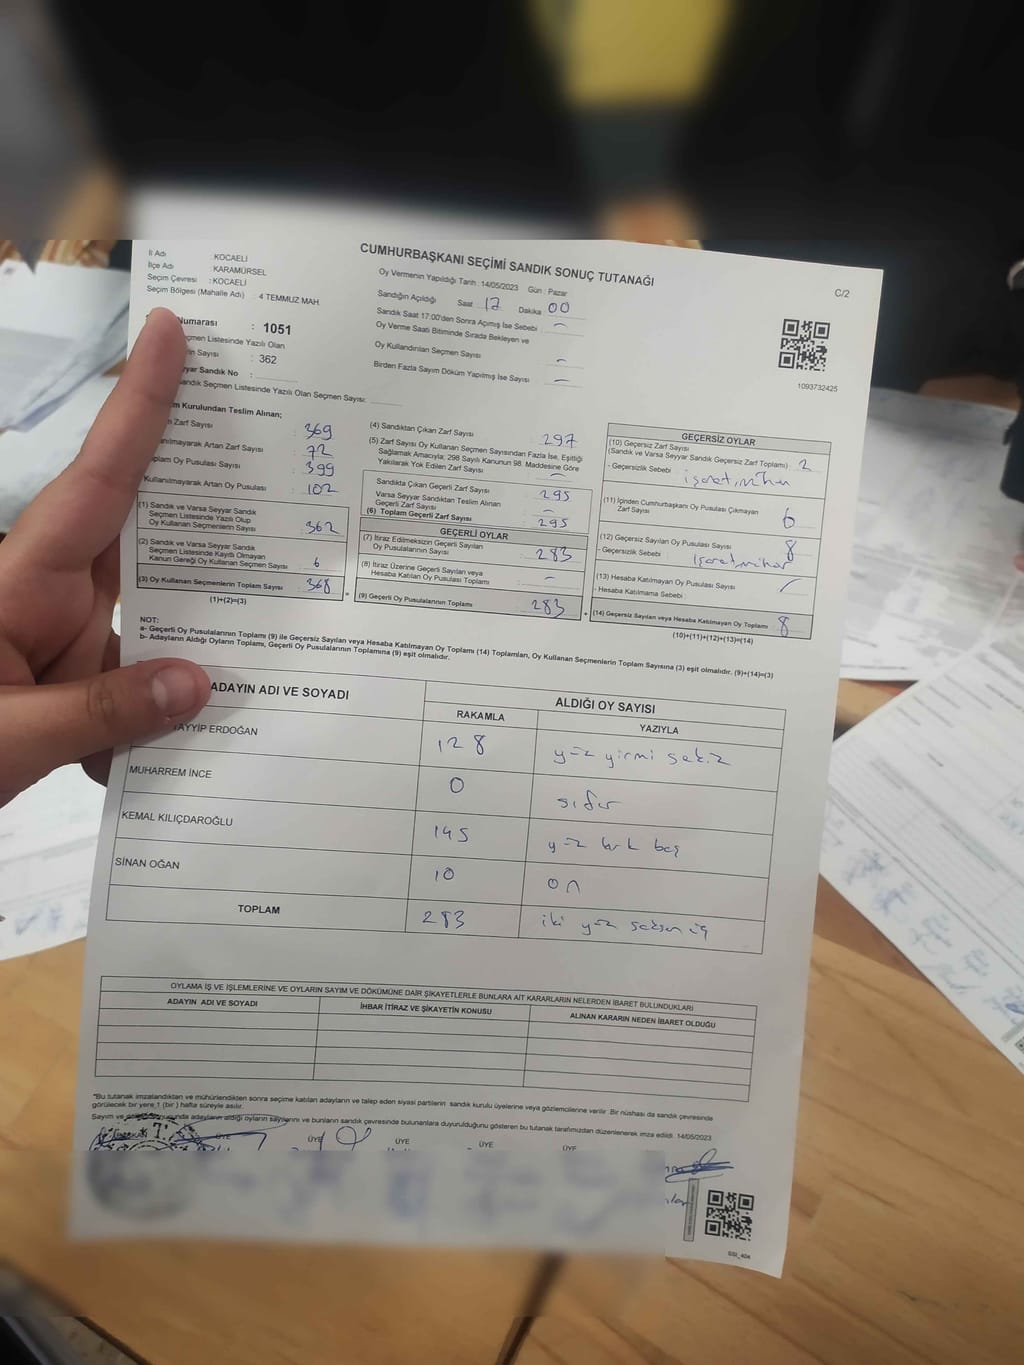 CUMHURBAŞKANI SEÇİMİ SANDIK SONUÇ TUTANAĞI
C/2
İl Adı : KOCAELİ
İlçe Adı : KARAMÜRSEL
Seçim Çevresi : KOCAELİ
Seçim Bölgesi (Mahalle Adı) : 4 TEMMUZ MAH.
Numarası : 1051
Seçmen Listesinde Yazılı Olan
Sayısı : 362
Sandık No :
Sandık Seçmen Listesinde Yazılı Olan Seçmen Sayısı:
Oy Vermenin Yapıldığı Tarih : 14/05/2023 Gün : Pazar
Sandığın Açıldığı Saat : 17 Dakika 00
Sandık Saat 17:00'den Sonra Açılmış İse Sebebi -
Oy Verme Saati Bitiminde Sırada Bekleyen ve
Oy Kullandırılan Seçmen Sayısı -
Birden Fazla Sayım Döküm Yapılmış İse Sayısı -
1093732425
Kurulundan Teslim Alınan;
Zarf Sayısı : 369
Artan Zarf Sayısı : 72
Oy Pusulası Sayısı : 399
Kullanılmayarak Artan Oy Pusulası : 102
(1) Sandık ve Varsa Seyyar Sandık
Seçmen Listesinde Yazılı Olup
Oy Kullanan Seçmenlerin Sayısı : 362
(2) Sandık ve Varsa Seyyar Sandık
Seçmen Listesinde Kayıtlı Olmayan
Kanun Gereği Oy Kullanan Seçmen Sayısı : 6
(3) Oy Kullanan Seçmenlerin Toplam Sayısı : 368
(1)+(2)=(3)
(4) Sandıktan Çıkan Zarf Sayısı : 297
(5) Zarf Sayısı Oy Kullanan Seçmen Sayısından Fazla İse, Eşitliği
Sağlamak Amacıyla; 298 Sayılı Kanunun 98. Maddesine Göre
Yakılarak Yok Edilen Zarf Sayısı : -
Sandıkta Çıkan Geçerli Zarf Sayısı : 295
Varsa Seyyar Sandıktan Teslim Alınan
Geçerli Zarf Sayısı : -
(6) Toplam Geçerli Zarf Sayısı : 295
GEÇERLİ OYLAR
(7) İtiraz Edilmeksizin Geçerli Sayılan
Oy Pusulalarının Sayısı : 283
(8) İtiraz Üzerine Geçerli Sayılan veya
Hesaba Katılan Oy Pusulası Toplamı : -
(9) Geçerli Oy Pusulalarının Toplamı : 283
GEÇERSİZ OYLAR
(10) Geçersiz Zarf Sayısı
(Sandık ve Varsa Seyyar Sandık Geçersiz Zarf Toplamı) : 2
- Geçersizlik Sebebi : işaret, mühür
(11) İçinden Cumhurbaşkanı Oy Pusulası Çıkmayan
Zarf Sayısı : 6
(12) Geçersiz Sayılan Oy Pusulası Sayısı : 8
- Geçersizlik Sebebi : işaret, mühür
(13) Hesaba Katılmayan Oy Pusulası Sayısı : /
- Hesaba Katılmama Sebebi :
(14) Geçersiz Sayılan veya Hesaba Katılmayan Oy Toplamı : 8
(10)+(11)+(12)+(13)=(14)
NOT:
a- Geçerli Oy Pusulalarının Toplamı (9) ile Geçersiz Sayılan veya Hesaba Katılmayan Oy Toplamı (14) Toplamları, Oy Kullanan Seçmenlerin Toplam Sayısına (3) eşit olmalıdır. (9)+(14)=(3)
b- Adayların Aldığı Oyların Toplamı, Geçerli Oy Pusulalarının Toplamına (9) eşit olmalıdır.
ADAYIN ADI VE SOYADI
ALDIĞI OY SAYISI
RAKAMLA YAZIYLA
TAYYİP ERDOĞAN 128 yüz yirmi sekiz
MUHARREM İNCE 0 sıfır
KEMAL KILIÇDAROĞLU 145 yüz kırk beş
SİNAN OĞAN 10 on
TOPLAM 283 iki yüz seksen üç
OYLAMA İŞ VE İŞLEMLERİNE VE OYLARIN SAYIM VE DÖKÜMÜNE DAİR ŞİKAYETLERLE BUNLARA AİT KARARLARIN NELERDEN İBARET BULUNDUKLARI
ADAYIN ADI VE SOYADI İHBAR İTİRAZ VE ŞİKAYETİN KONUSU ALINAN KARARIN NEDEN İBARET OLDUĞU
"Bu tutanak imzalandıktan ve mühürlendikten sonra seçime katılan adayların ve talep eden siyasi partilerin sandık kurulu üyelerine veya gözlemcilerine verilir. Bir nüshası da sandık çevresinde
görülecek bir yere 1 (bir) hafta süreyle asılır.
Sayım ve sonucunda adayların aldığı oyların sayılarını ve bunların sandık çevresinde bulunanlara duyurulduğunu gösteren bu tutanak tarafımızdan düzenlenerek imza edildi. 14/05/2023
BAŞKAN ÜYE ÜYE ÜYE ÜYE ÜYE
SSI_404